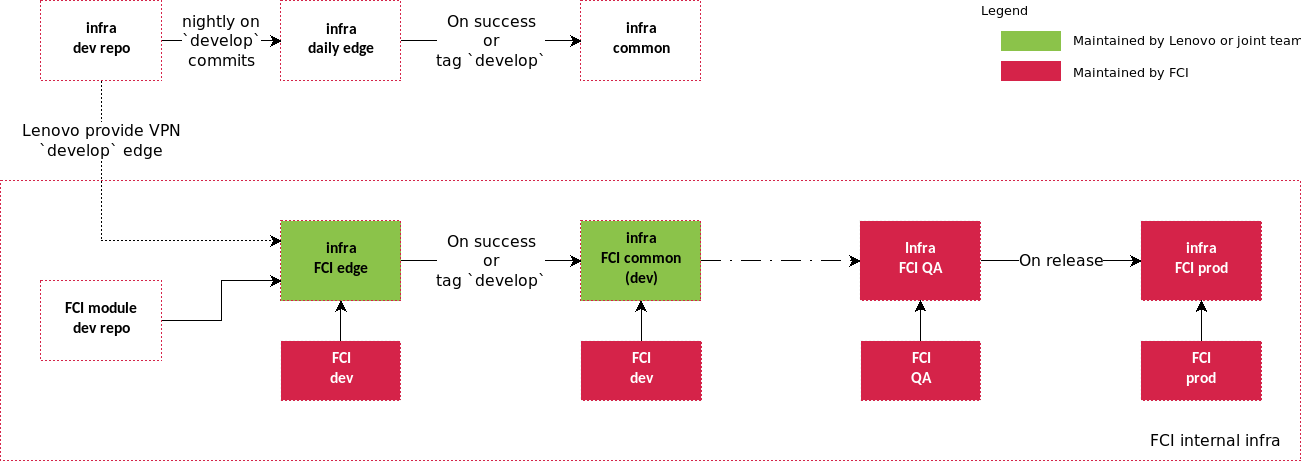 infra
dev repo
nightly on
`develop`
commits
infra
daily edge
On success
or
tag `develop`
infra
common
Legend
Maintained by Lenovo or joint team
Maintained by FCI
Lenovo provide VPN
`develop` edge
infra
FCI edge
On success
or
tag `develop`
infra
FCI common
(dev)
Infra
FCI QA
On release
infra
FCI prod
FCI module
dev repo
FCI
dev
FCI
dev
FCI
QA
FCI
prod
FCI internal infra